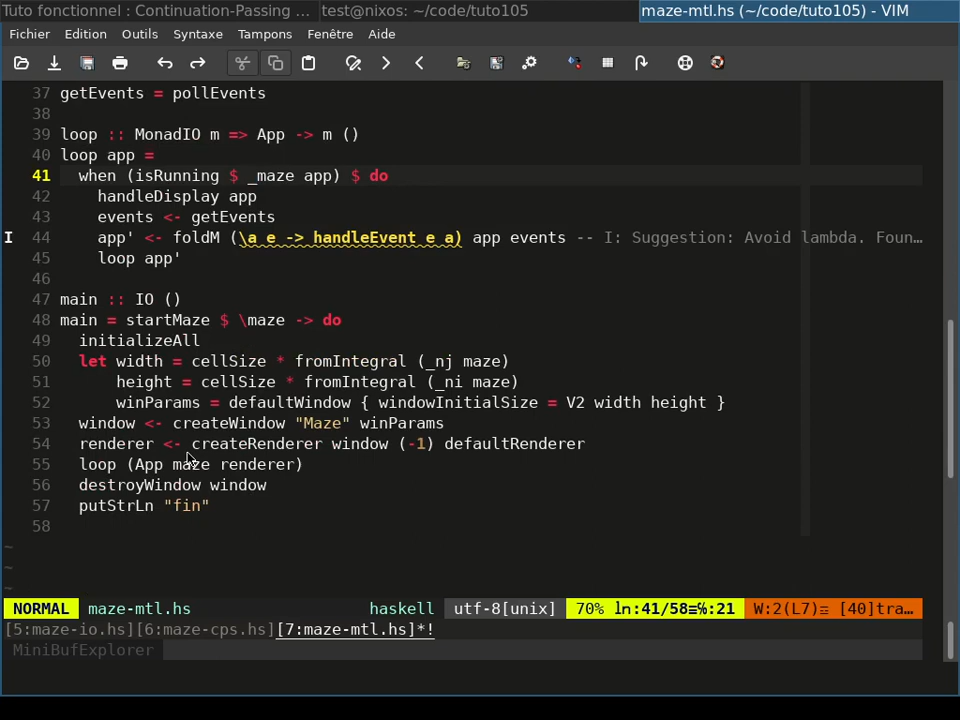 Tuto fonctionnel : Continuation-Passing ... test@nixos: ~/code/tuto105 maze-mtl.hs (~/code/tuto105) - VIM
Fichier Edition Outils Syntaxe Tampons Fenêtre Aide
37 getEvents = pollEvents
38
39 loop :: MonadIO m => App -> m ()
40 loop app =
41   when (isRunning $ _maze app) $ do
42     handleDisplay app
43     events <- getEvents
I 44     app' <- foldM (\a e -> handleEvent e a) app events -- I: Suggestion: Avoid lambda. Foun…
45     loop app'
46
47 main :: IO ()
48 main = startMaze $ \maze -> do
49   initializeAll
50   let width = cellSize * fromIntegral (_nj maze)
51       height = cellSize * fromIntegral (_ni maze)
52       winParams = defaultWindow { windowInitialSize = V2 width height }
53   window <- createWindow "Maze" winParams
54   renderer <- createRenderer window (-1) defaultRenderer
55   loop (App maze renderer)
56   destroyWindow window
57   putStrLn "fin"
58
~
~
~
NORMAL maze-mtl.hs haskell utf-8[unix] 70% ln:41/58≡℅:21 W:2(L7)☲ [40]tra…
[5:maze-io.hs][6:maze-cps.hs][7:maze-mtl.hs]*!
MiniBufExplorer